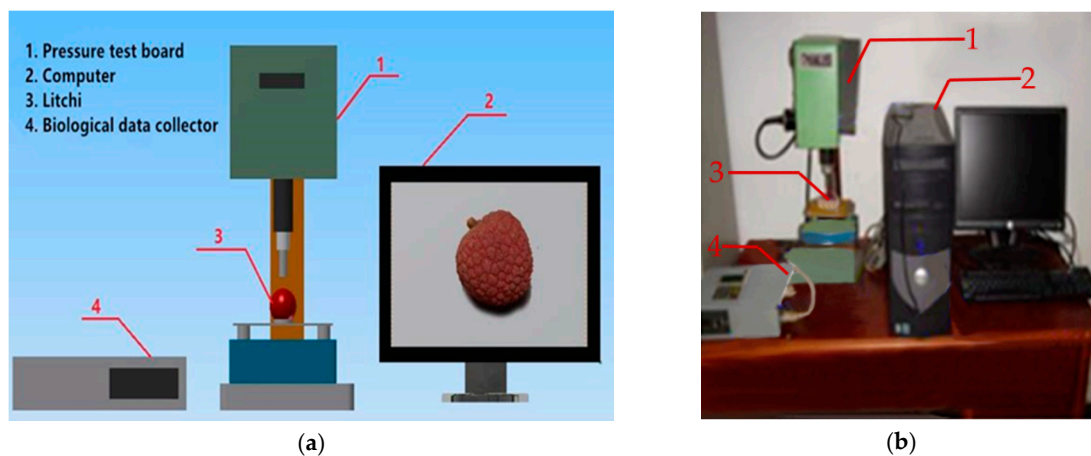 1. Pressure test board
2. Computer
3. Litchi
4. Biological data collector
1
2
3
4
1
2
3
4
(a)
(b)